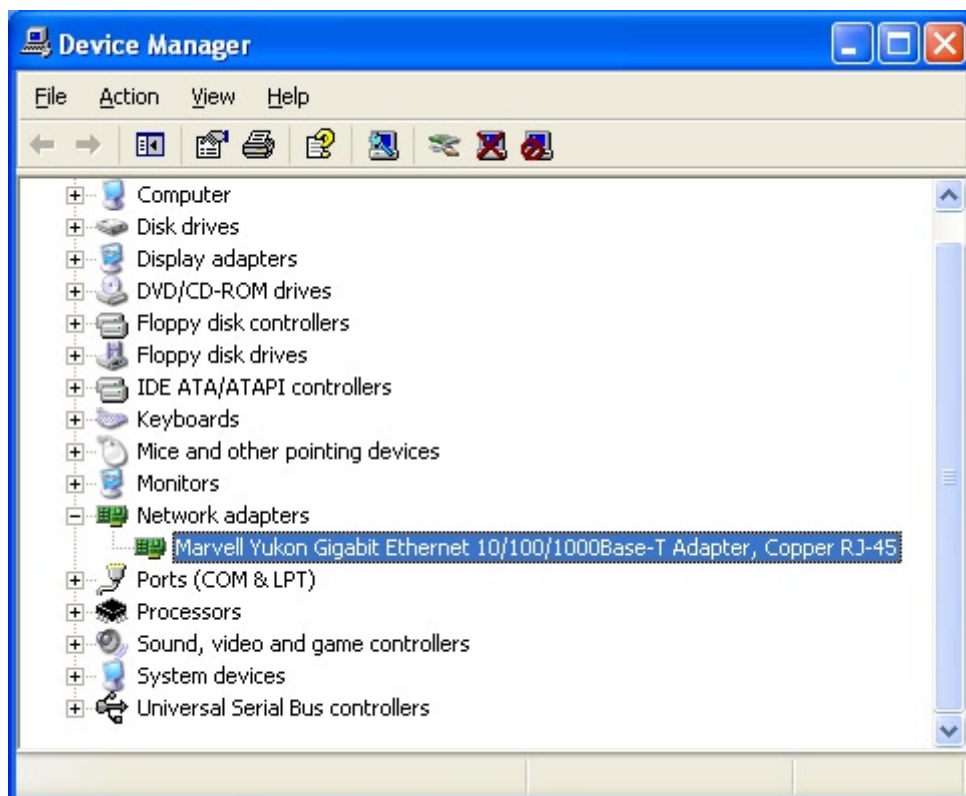 Device Manager
File Action View Help
Computer
Disk drives
Display adapters
DVD/CD-ROM drives
Floppy disk controllers
Floppy disk drives
IDE ATA/ATAPI controllers
Keyboards
Mice and other pointing devices
Monitors
Network adapters
Marvell Yukon Gigabit Ethernet 10/100/1000Base-T Adapter, Copper RJ-45
Ports (COM & LPT)
Processors
Sound, video and game controllers
System devices
Universal Serial Bus controllers